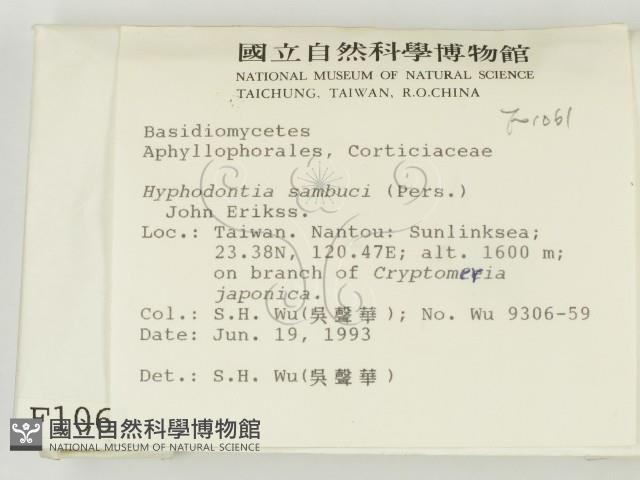 國立自然科學博物館
NATIONAL MUSEUM OF NATURAL SCIENCE
TAICHUNG, TAIWAN, R.O.CHINA
F1061
Basidiomycetes
Aphyllophorales, Corticiaceae
Hyphodontia sambuci (Pers.)
John Erikss.
Loc.: Taiwan. Nantou: Sunlinksea;
23.38N, 120.47E; alt. 1600 m;
on branch of Cryptomeria
japonica.
Col.: S.H. Wu(吳聲華); No. Wu 9306-59
Date: Jun. 19, 1993
Det.: S.H. Wu(吳聲華)
F106
國立自然科學博物館
NATIONAL MUSEUM OF NATURAL SCIENCE